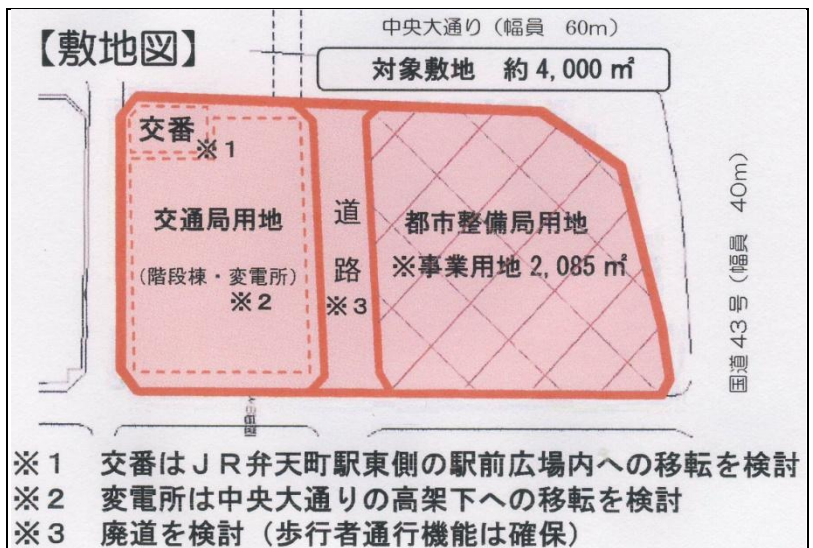 【敷地図】
中央大通り（幅員 60m）
対象敷地 約4,000㎡
交番
※1
交通局用地
（階段棟・変電所）
※2
道路
※3
都市整備局用地
※事業用地2,085㎡
国道43号（幅員 40m）
※1 交番はJR弁天町駅東側の駅前広場内への移転を検討
※2 変電所は中央大通りの高架下への移転を検討
※3 廃道を検討（歩行者通行機能は確保）